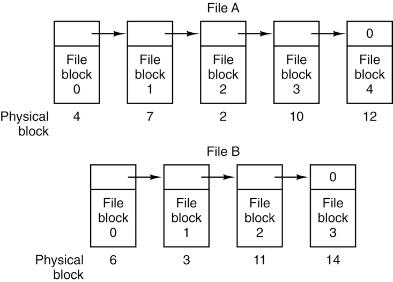 File A
0
File block 0
File block 1
File block 2
File block 3
File block 4
Physical block
4 7 2 10 12
File B
0
File block 0
File block 1
File block 2
File block 3
Physical block
6 3 11 14